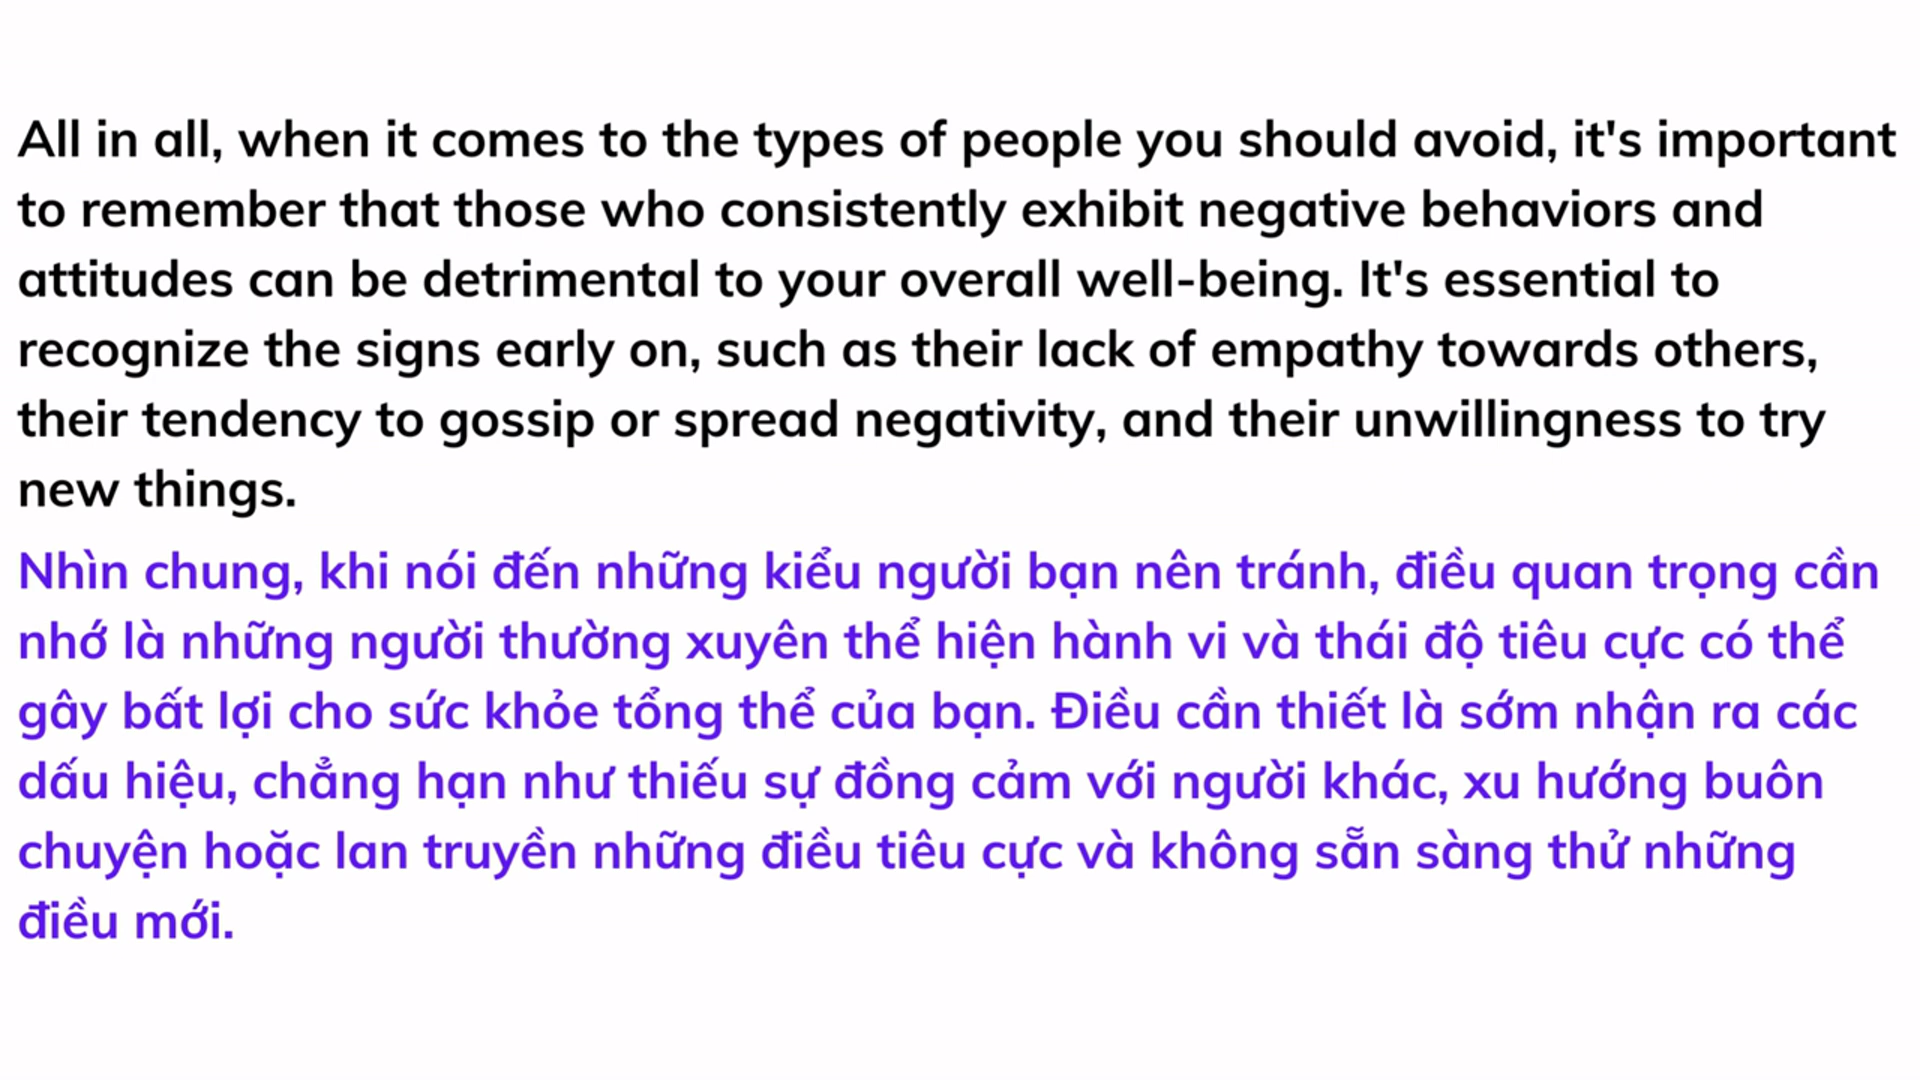 All in all, when it comes to the types of people you should avoid, it's important
to remember that those who consistently exhibit negative behaviors and
attitudes can be detrimental to your overall well-being. It's essential to
recognize the signs early on, such as their lack of empathy towards others,
their tendency to gossip or spread negativity, and their unwillingness to try
new things.
Nhìn chung, khi nói đến những kiểu người bạn nên tránh, điều quan trọng cần
nhớ là những người thường xuyên thể hiện hành vi và thái độ tiêu cực có thể
gây bất lợi cho sức khỏe tổng thể của bạn. Điều cần thiết là sớm nhận ra các
dấu hiệu, chẳng hạn như thiếu sự đồng cảm với người khác, xu hướng buôn
chuyện hoặc lan truyền những điều tiêu cực và không sẵn sàng thử những
điều mới.